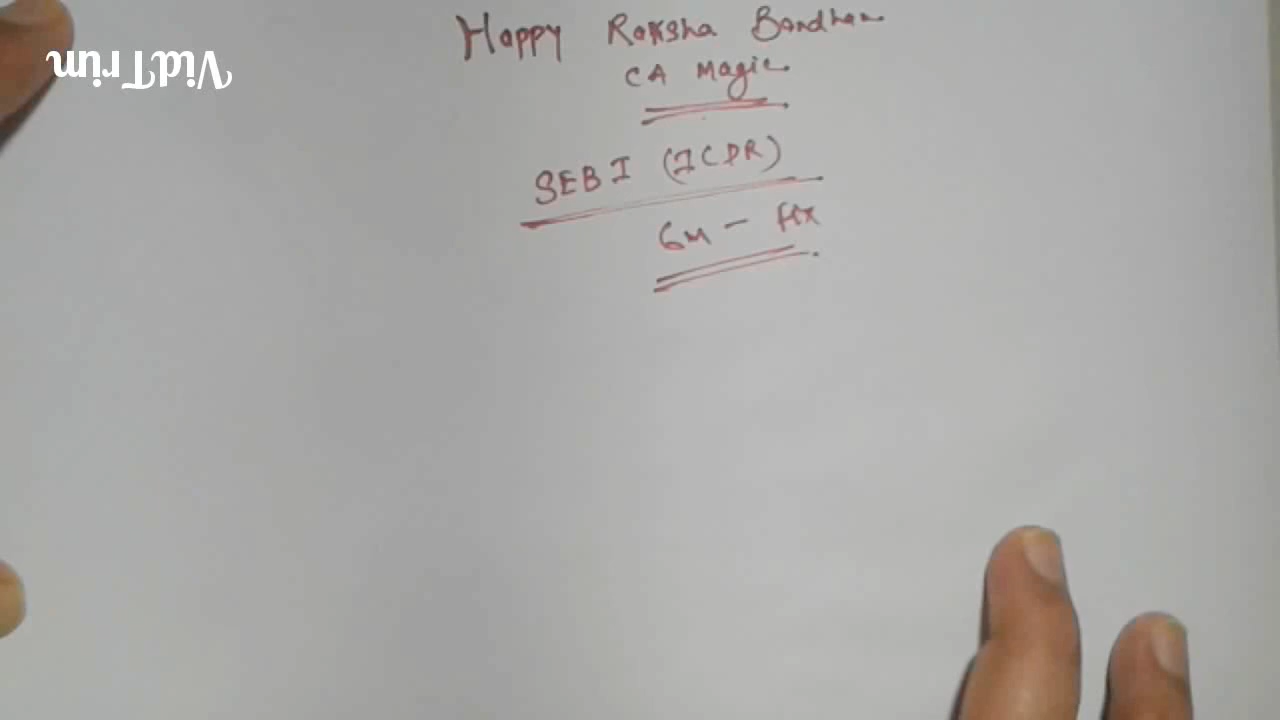 VidTrim
Happy Raksha Bandhan
CA Magic
SEBI (ICDR)
6M - Fix